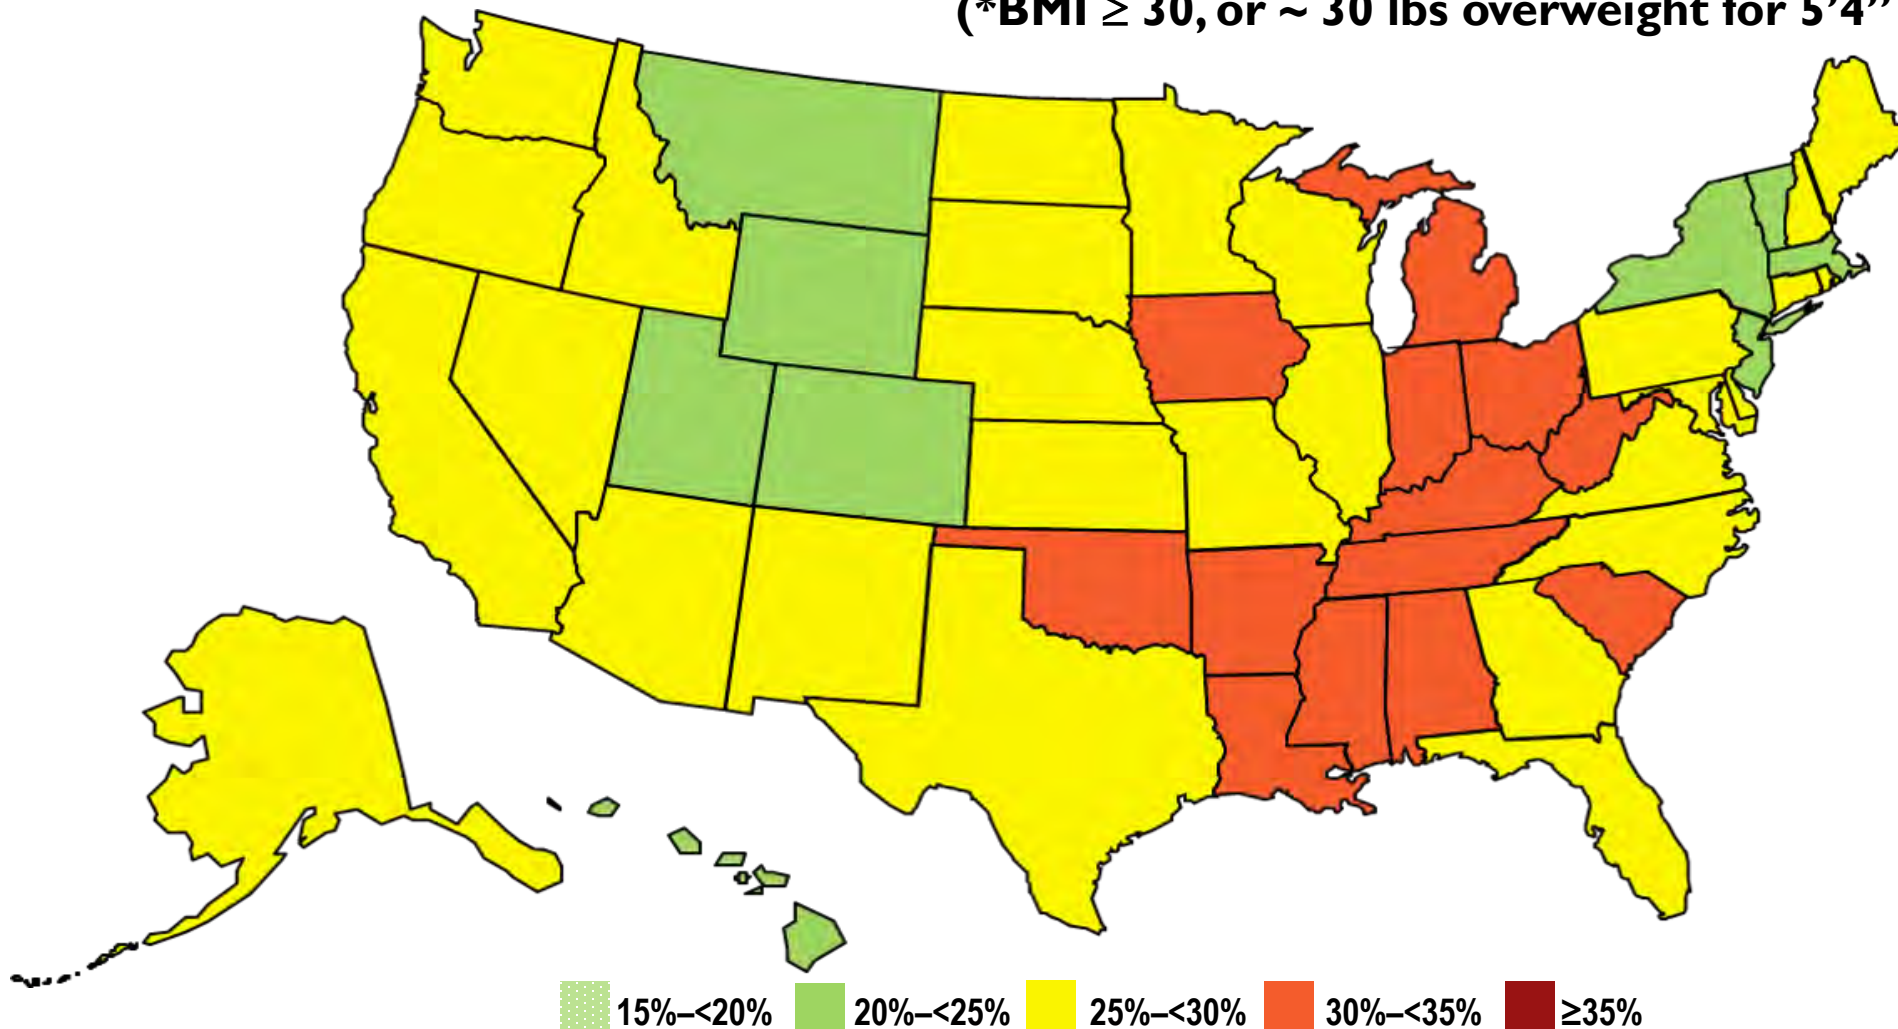 (*BMI ≥ 30, or ~ 30 lbs overweight for 5’4”
15%–<20% 20%–<25% 25%–<30% 30%–<35% ≥35%